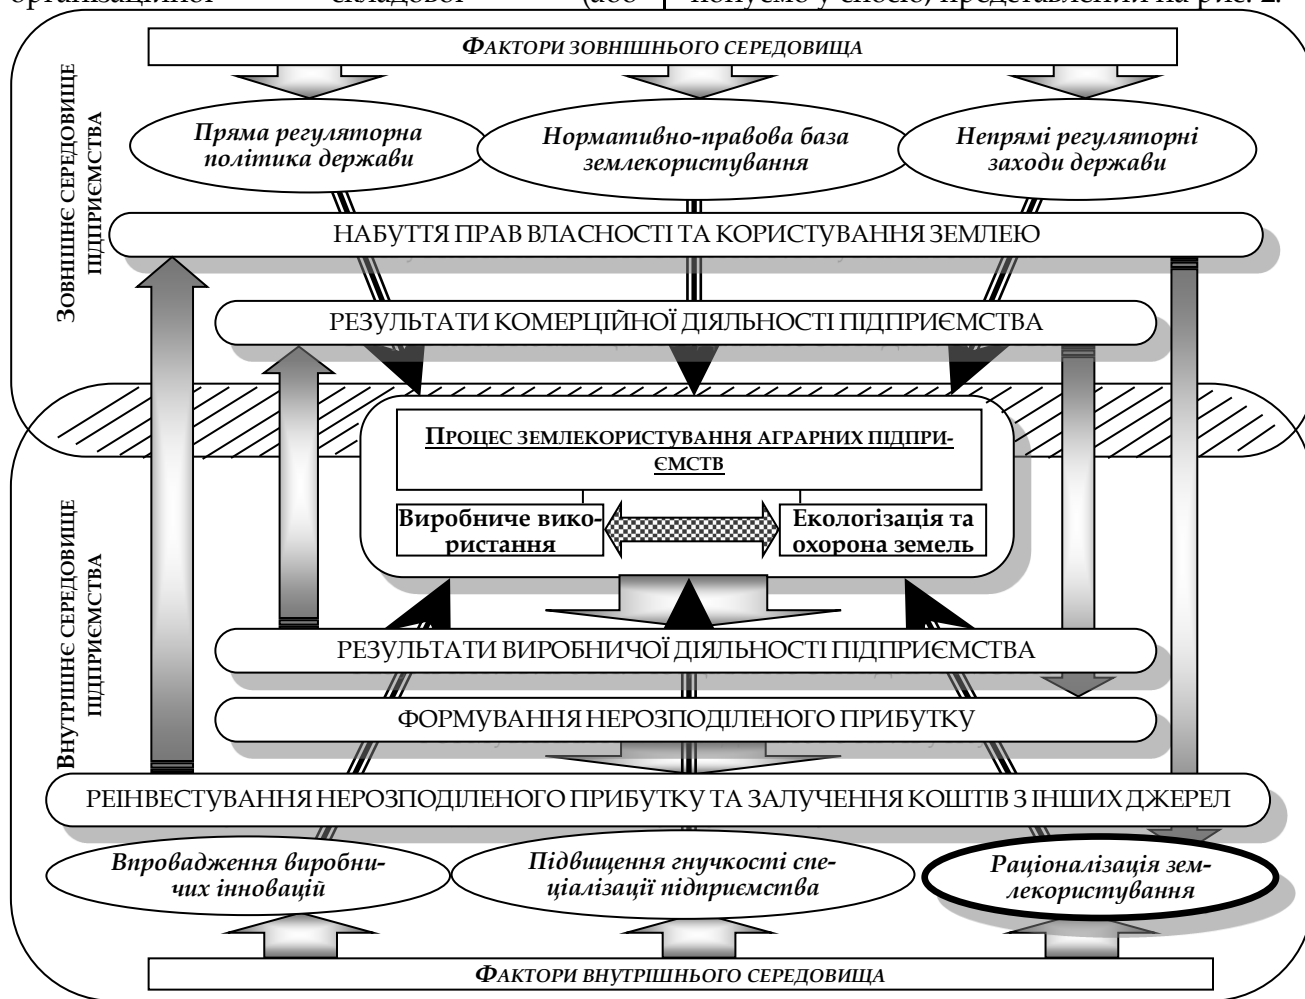 організаційної складової (або
понуємо у сною, представлений на рис. 2.
ФАКТОРИ ЗОВНІШНЬОГО СЕРЕДОВИЩА
ЗОВНІШНЄ СЕРЕДОВИЩЕ
ПІДПРИЄМСТВА
Пряма регуляторна
політика держави
Нормативно-правова база
землекористування
Непрямі регуляторні
заходи держави
НАБУТТЯ ПРАВ ВЛАСНОСТІ ТА КОРИСТУВАННЯ ЗЕМЛЕЮ
РЕЗУЛЬТАТИ КОМЕРЦІЙНОЇ ДІЯЛЬНОСТІ ПІДПРИЄМСТВА
ПРОЦЕС ЗЕМЛЕКОРИСТУВАННЯ АГРАРНИХ ПІДПРИ-
ЄМСТВ
Виробниче вико-
ристання
Екологізація та
охорона земель
ВНУТРІШНЄ СЕРЕДОВИЩЕ
ПІДПРИЄМСТВА
РЕЗУЛЬТАТИ ВИРОБНИЧОЇ ДІЯЛЬНОСТІ ПІДПРИЄМСТВА
ФОРМУВАННЯ НЕРОЗПОДІЛЕНОГО ПРИБУТКУ
РЕІНВЕСТУВАННЯ НЕРОЗПОДІЛЕНОГО ПРИБУТКУ ТА ЗАЛУЧЕННЯ КОШТІВ З ІНШИХ ДЖЕРЕЛ
Впровадження виробни-
чих інновацій
Підвищення гнучкості спе-
ціалізації підприємства
Раціоналізація зем-
лекористування
ФАКТОРИ ВНУТРІШНЬОГО СЕРЕДОВИЩА